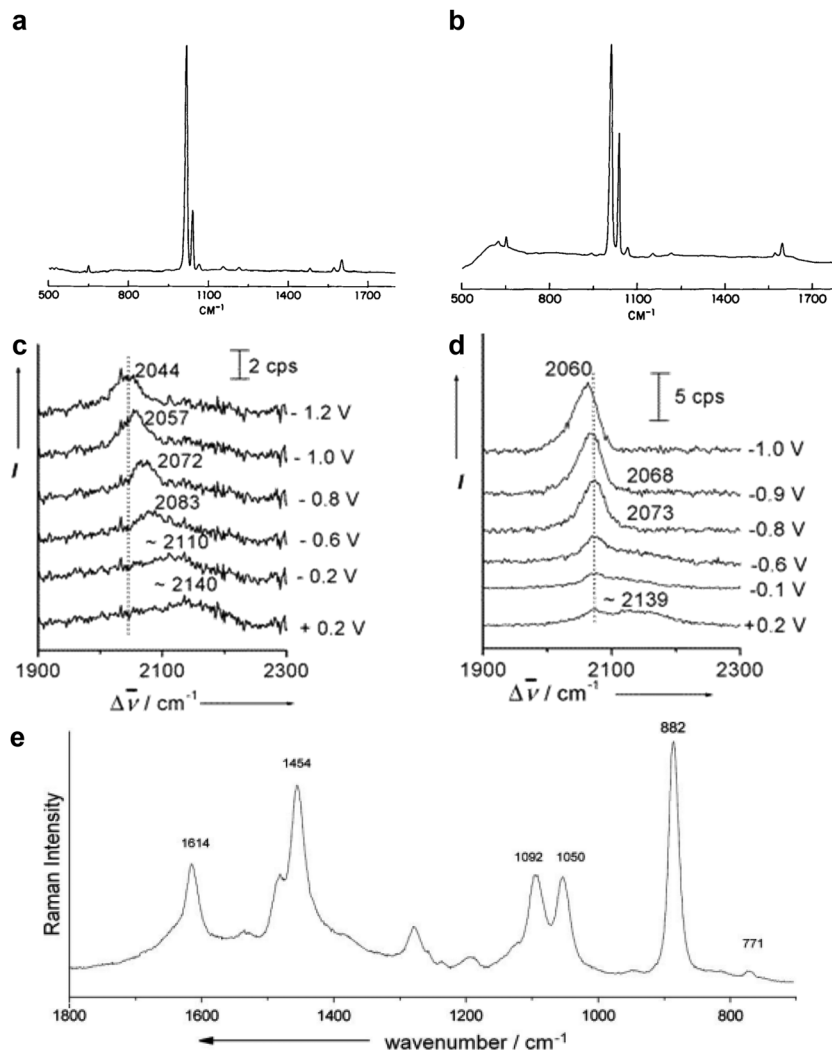 a
500
800
1100
1400
1700
CM⁻¹
b
500
800
1100
1400
1700
CM⁻¹
c
2 cps
2044
2057
2072
2083
~ 2110
~ 2140
- 1.2 V
- 1.0 V
- 0.8 V
- 0.6 V
- 0.2 V
+ 0.2 V
I
1900
2100
2300
Δν̄ / cm⁻¹
d
5 cps
2060
2068
2073
~ 2139
-1.0 V
-0.9 V
-0.8 V
-0.6 V
-0.1 V
+0.2 V
I
1900
2100
2300
Δν̄ / cm⁻¹
e
Raman Intensity
1614
1454
1092
1050
882
771
1800
1600
1400
1200
1000
800
wavenumber / cm⁻¹